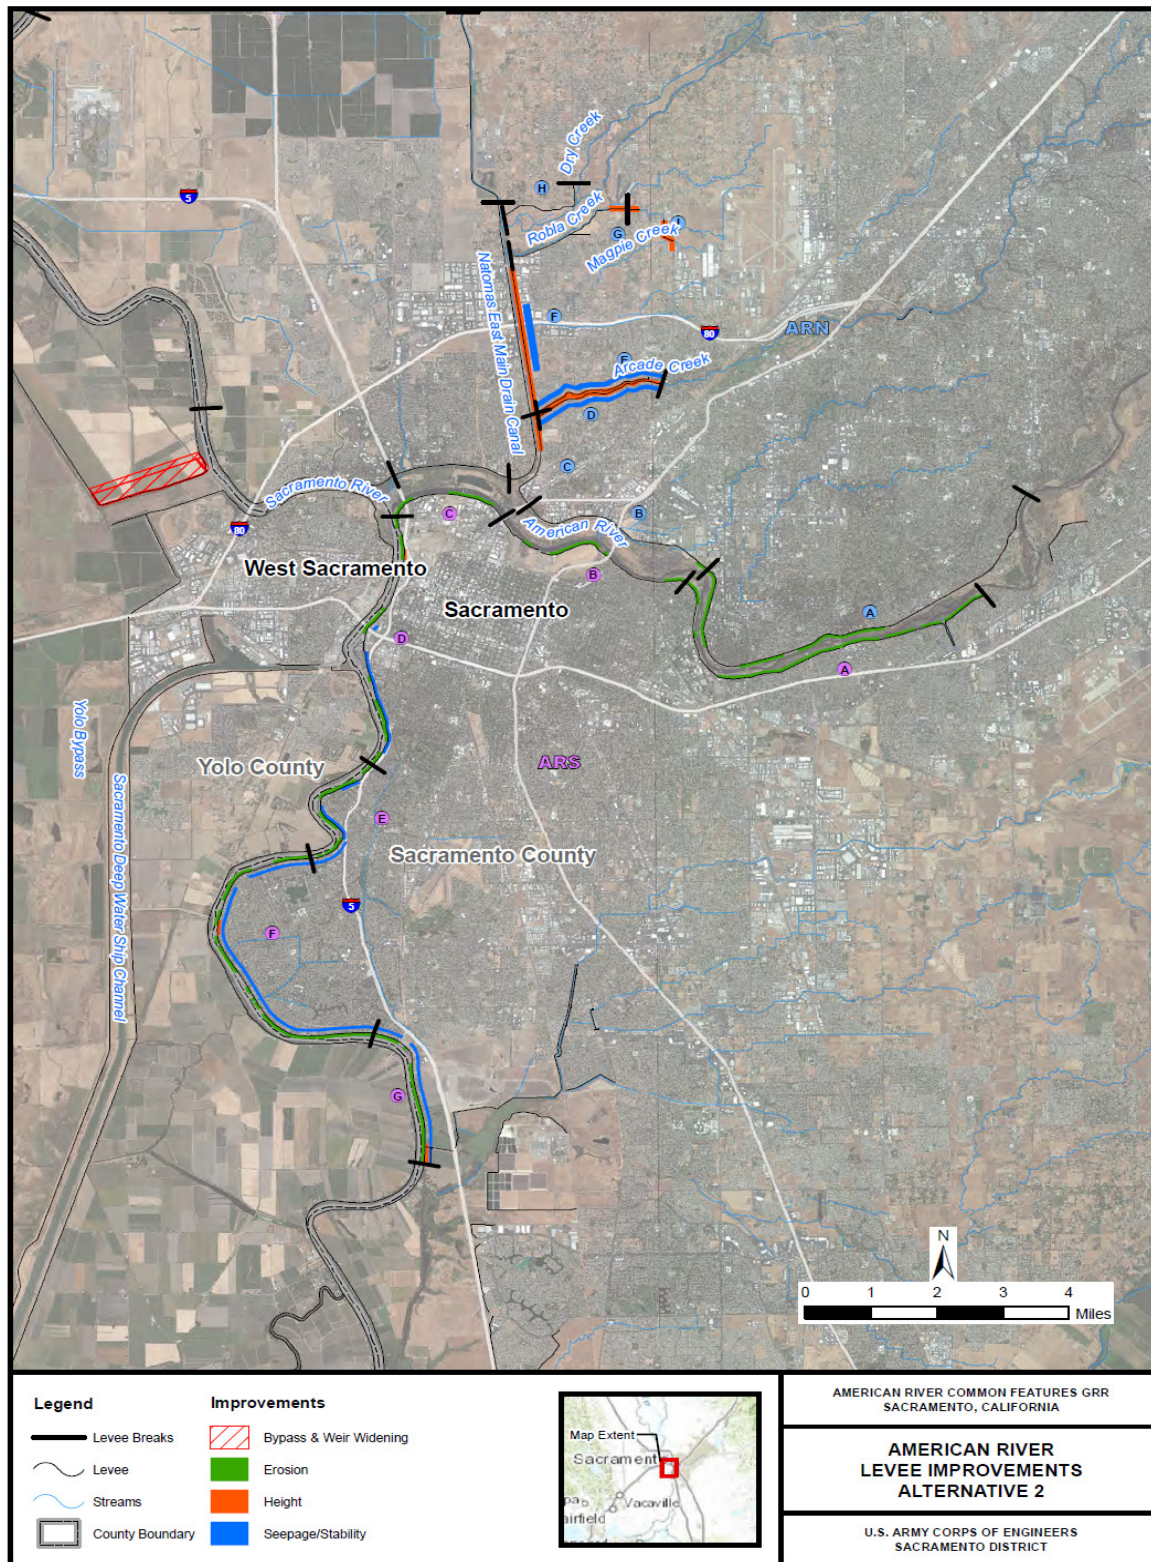 5
H
Dry Creek
Robla Creek
G
I
Magpie Creek
Natomas East Main Drain Canal
F
80
ARN
E
Arcade Creek
D
C
Sacramento River
80
C
American River
B
West Sacramento
B
Sacramento
A
D
A
Yolo Bypass
Yolo County
ARS
Sacramento Deep Water Ship Channel
E
Sacramento County
5
F
G
N
0 1 2 3 4
Miles
Legend
Levee Breaks
Levee
Streams
County Boundary
Improvements
Bypass & Weir Widening
Erosion
Height
Seepage/Stability
Map Extent
Sacrament
pa
Vacaville
airfield
AMERICAN RIVER COMMON FEATURES GRR
SACRAMENTO, CALIFORNIA
AMERICAN RIVER
LEVEE IMPROVEMENTS
ALTERNATIVE 2
U.S. ARMY CORPS OF ENGINEERS
SACRAMENTO DISTRICT